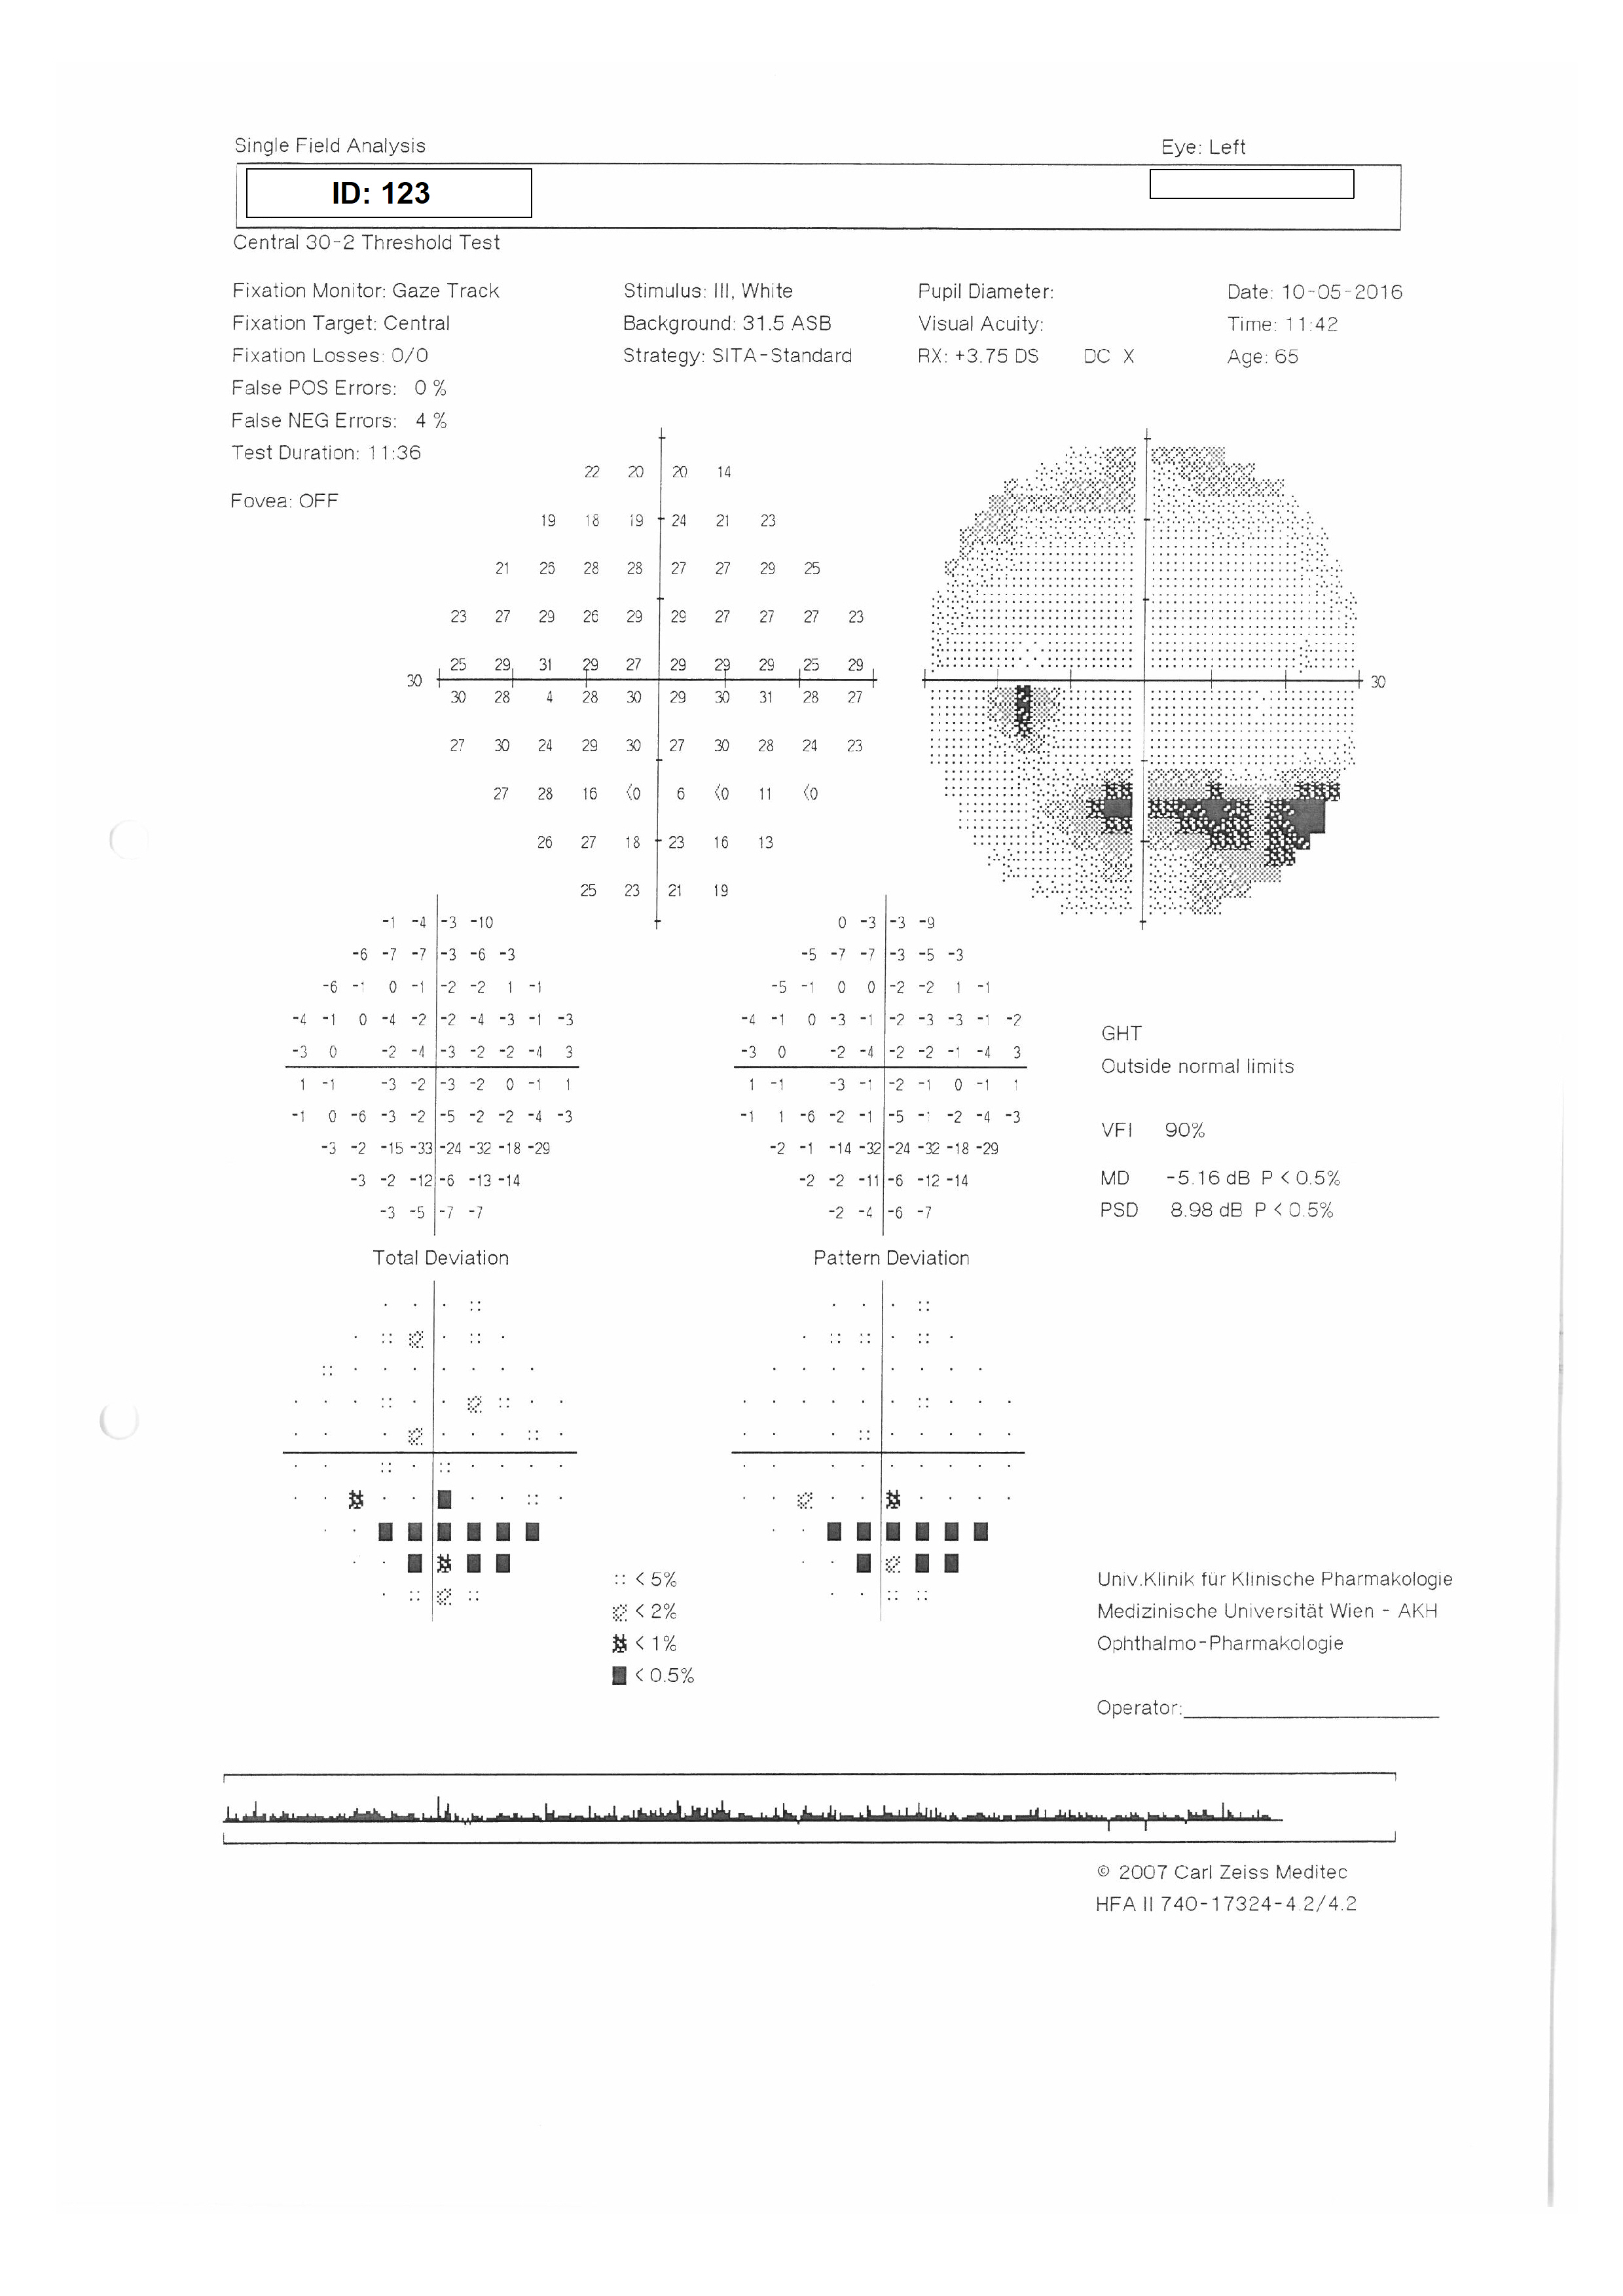 Single Field Analysis Eye: Left
ID: 123
Central 30-2 Threshold Test
Fixation Monitor: Gaze Track Stimulus: III, White Pupil Diameter: Date: 10-05-2016
Fixation Target: Central Background: 31.5 ASB Visual Acuity: Time: 11:42
Fixation Losses: 0/0 Strategy: SITA-Standard RX: +3.75 DS DC X Age: 65
False POS Errors: 0 %
False NEG Errors: 4 %
Test Duration: 11:36
Fovea: OFF
22 20 20 14
19 18 19 24 21 23
21 26 28 28 27 27 29 25
23 27 29 26 29 29 27 27 27 23
25 29 31 29 27 29 29 29 25 29
30 30
30 28 4 28 30 29 30 31 28 27
27 30 24 29 30 27 30 28 24 23
27 28 16 <0 6 <0 11 <0
26 27 18 23 16 13
25 23 21 19
-1 -4 -3 -10 0 -3 -3 -9
-6 -7 -7 -3 -6 -3 -5 -7 -7 -3 -5 -3
-6 -1 0 -1 -2 -2 1 -1 -5 -1 0 0 -2 -2 1 -1
-4 -1 0 -4 -2 -2 -4 -3 -1 -3 -4 -1 0 -3 -1 -2 -3 -3 -1 -2
GHT
-3 0 -2 -4 -3 -2 -2 -4 3 -3 0 -2 -4 -2 -2 -1 -4 3
Outside normal limits
1 -1 -3 -2 -3 -2 0 -1 1 1 -1 -3 -1 -2 -1 0 -1 1
-1 0 -6 -3 -2 -5 -2 -2 -4 -3 -1 1 -6 -2 -1 -5 -1 -2 -4 -3
VFI 90%
-3 -2 -15 -33 -24 -32 -18 -29 -2 -1 -14 -32 -24 -32 -18 -29
-3 -2 -12 -6 -13 -14 -2 -2 -11 -6 -12 -14
MD -5.16 dB P < 0.5%
-3 -5 -7 -7 -2 -4 -6 -7
PSD 8.98 dB P < 0.5%
Total Deviation Pattern Deviation
< 5%
< 2%
< 1%
< 0.5%
Univ.Klinik für Klinische Pharmakologie
Medizinische Universität Wien - AKH
Ophthalmo-Pharmakologie
Operator:
© 2007 Carl Zeiss Meditec
HFA II 740-17324-4.2/4.2